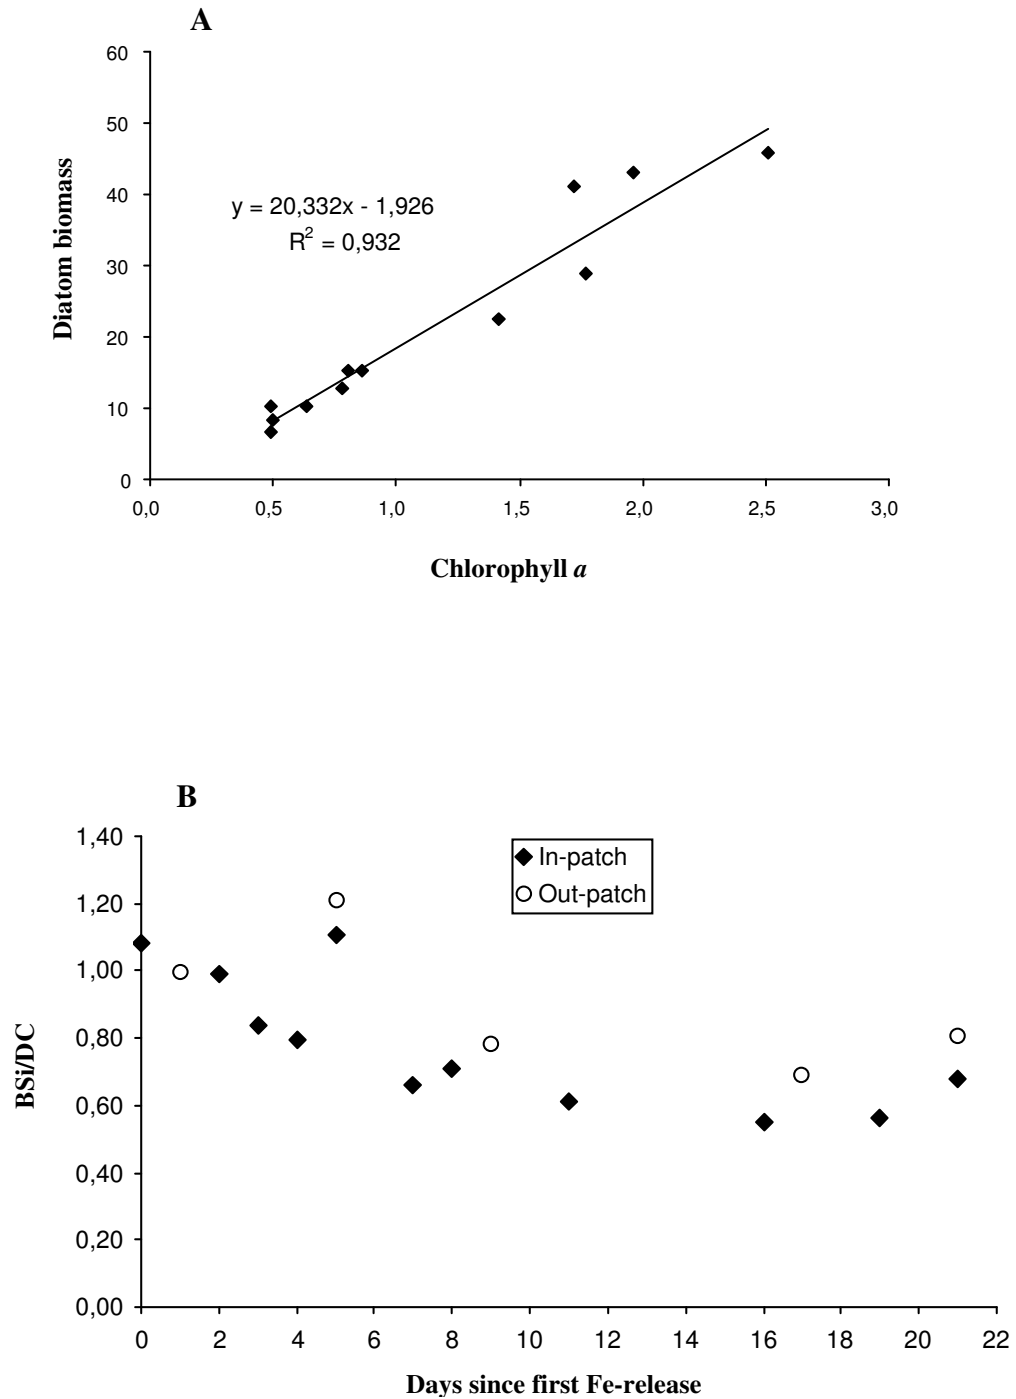 A
60
50
40
30
20
10
0
Diatom biomass
y = 20,332x - 1,926
R² = 0,932
0,0 0,5 1,0 1,5 2,0 2,5 3,0
Chlorophyll a
B
1,40
1,20
1,00
0,80
0,60
0,40
0,20
0,00
BSi/DC
In-patch
Out-patch
0 2 4 6 8 10 12 14 16 18 20 22
Days since first Fe-release